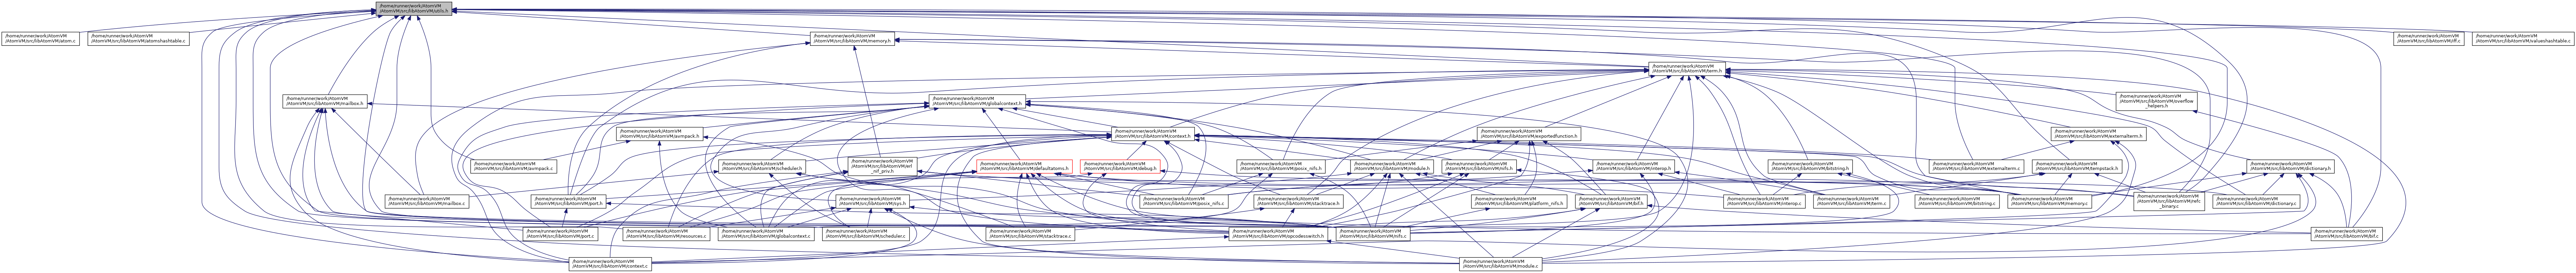 /home/runner/work/AtomVM
/AtomVM/src/libAtomVM/utils.h
/home/runner/work/AtomVM
/AtomVM/src/libAtomVM/atom.c
/home/runner/work/AtomVM
/AtomVM/src/libAtomVM/atomshashtable.c
/home/runner/work/AtomVM
/AtomVM/src/libAtomVM/memory.h
/home/runner/work/AtomVM
/AtomVM/src/libAtomVM/iff.c
/home/runner/work/AtomVM
/AtomVM/src/libAtomVM/valueshashtable.c
/home/runner/work/AtomVM
/AtomVM/src/libAtomVM/term.h
/home/runner/work/AtomVM
/AtomVM/src/libAtomVM/mailbox.h
/home/runner/work/AtomVM
/AtomVM/src/libAtomVM/globalcontext.h
/home/runner/work/AtomVM
/AtomVM/src/libAtomVM/overflow
_helpers.h
/home/runner/work/AtomVM
/AtomVM/src/libAtomVM/avmpack.h
/home/runner/work/AtomVM
/AtomVM/src/libAtomVM/context.h
/home/runner/work/AtomVM
/AtomVM/src/libAtomVM/exportedfunction.h
/home/runner/work/AtomVM
/AtomVM/src/libAtomVM/externalterm.h
/home/runner/work/AtomVM
/AtomVM/src/libAtomVM/avmpack.c
/home/runner/work/AtomVM
/AtomVM/src/libAtomVM/scheduler.h
/home/runner/work/AtomVM
/AtomVM/src/libAtomVM/erl
_nif_priv.h
/home/runner/work/AtomVM
/AtomVM/src/libAtomVM/defaultatoms.h
/home/runner/work/AtomVM
/AtomVM/src/libAtomVM/debug.h
/home/runner/work/AtomVM
/AtomVM/src/libAtomVM/posix_nifs.h
/home/runner/work/AtomVM
/AtomVM/src/libAtomVM/module.h
/home/runner/work/AtomVM
/AtomVM/src/libAtomVM/nifs.h
/home/runner/work/AtomVM
/AtomVM/src/libAtomVM/interop.h
/home/runner/work/AtomVM
/AtomVM/src/libAtomVM/bitstring.h
/home/runner/work/AtomVM
/AtomVM/src/libAtomVM/externalterm.c
/home/runner/work/AtomVM
/AtomVM/src/libAtomVM/tempstack.h
/home/runner/work/AtomVM
/AtomVM/src/libAtomVM/dictionary.h
/home/runner/work/AtomVM
/AtomVM/src/libAtomVM/mailbox.c
/home/runner/work/AtomVM
/AtomVM/src/libAtomVM/port.h
/home/runner/work/AtomVM
/AtomVM/src/libAtomVM/sys.h
/home/runner/work/AtomVM
/AtomVM/src/libAtomVM/posix_nifs.c
/home/runner/work/AtomVM
/AtomVM/src/libAtomVM/stacktrace.h
/home/runner/work/AtomVM
/AtomVM/src/libAtomVM/platform_nifs.h
/home/runner/work/AtomVM
/AtomVM/src/libAtomVM/bif.h
/home/runner/work/AtomVM
/AtomVM/src/libAtomVM/interop.c
/home/runner/work/AtomVM
/AtomVM/src/libAtomVM/term.c
/home/runner/work/AtomVM
/AtomVM/src/libAtomVM/bitstring.c
/home/runner/work/AtomVM
/AtomVM/src/libAtomVM/memory.c
/home/runner/work/AtomVM
/AtomVM/src/libAtomVM/refc
_binary.c
/home/runner/work/AtomVM
/AtomVM/src/libAtomVM/dictionary.c
/home/runner/work/AtomVM
/AtomVM/src/libAtomVM/port.c
/home/runner/work/AtomVM
/AtomVM/src/libAtomVM/resources.c
/home/runner/work/AtomVM
/AtomVM/src/libAtomVM/globalcontext.c
/home/runner/work/AtomVM
/AtomVM/src/libAtomVM/scheduler.c
/home/runner/work/AtomVM
/AtomVM/src/libAtomVM/stacktrace.c
/home/runner/work/AtomVM
/AtomVM/src/libAtomVM/opcodesswitch.h
/home/runner/work/AtomVM
/AtomVM/src/libAtomVM/nifs.c
/home/runner/work/AtomVM
/AtomVM/src/libAtomVM/bif.c
/home/runner/work/AtomVM
/AtomVM/src/libAtomVM/context.c
/home/runner/work/AtomVM
/AtomVM/src/libAtomVM/module.c